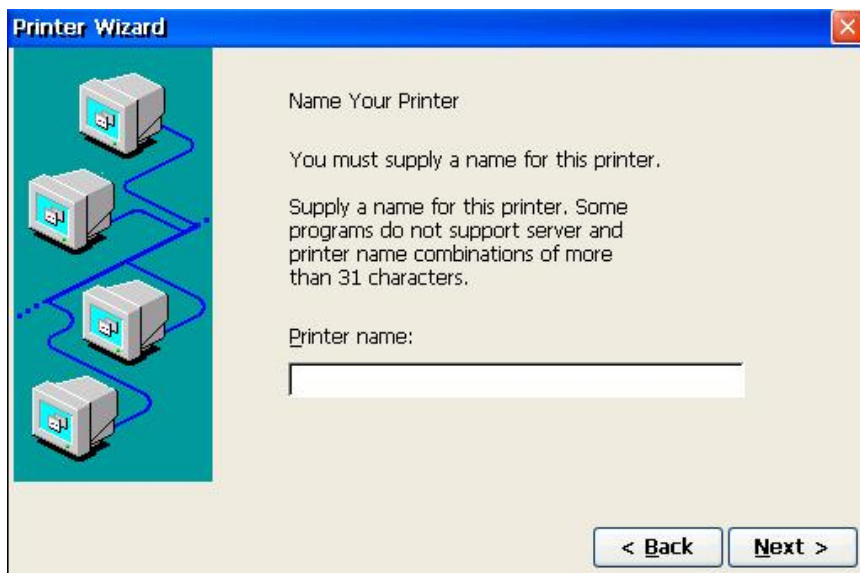 Printer Wizard
Name Your Printer
You must supply a name for this printer.
Supply a name for this printer. Some
programs do not support server and
printer name combinations of more
than 31 characters.
Printer name:
< Back
Next >